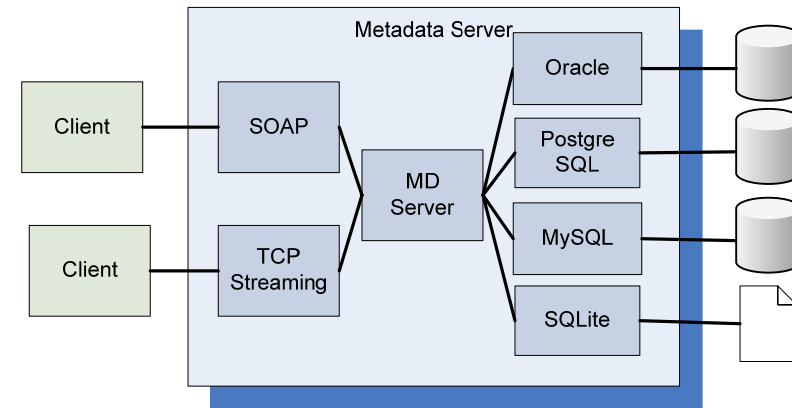 Metadata Server
Client
SOAP
Oracle
Postgre
SQL
MD
Server
MySQL
Client
TCP
Streaming
SQLite